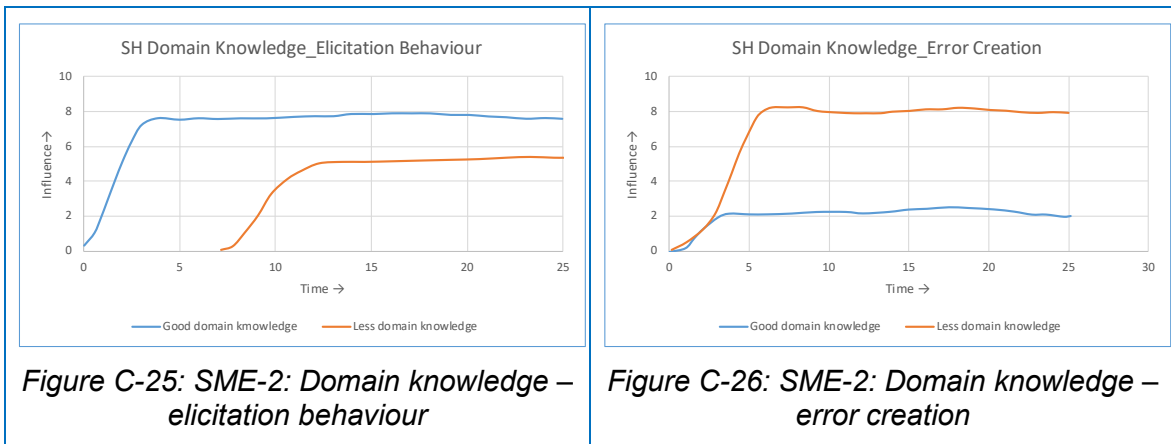 SH Domain Knowledge_Elicitation Behaviour
10
8
6
4
2
0
Influence →
0 5 10 15 20 25
Time →
Good domain kmowledge Less domain knowledge
Figure C-25: SME-2: Domain knowledge –
elicitation behaviour
SH Domain Knowledge_Error Creation
10
8
6
4
2
0
Influence →
0 5 10 15 20 25 30
Time →
Good domain knowledge Less domain knowledge
Figure C-26: SME-2: Domain knowledge –
error creation